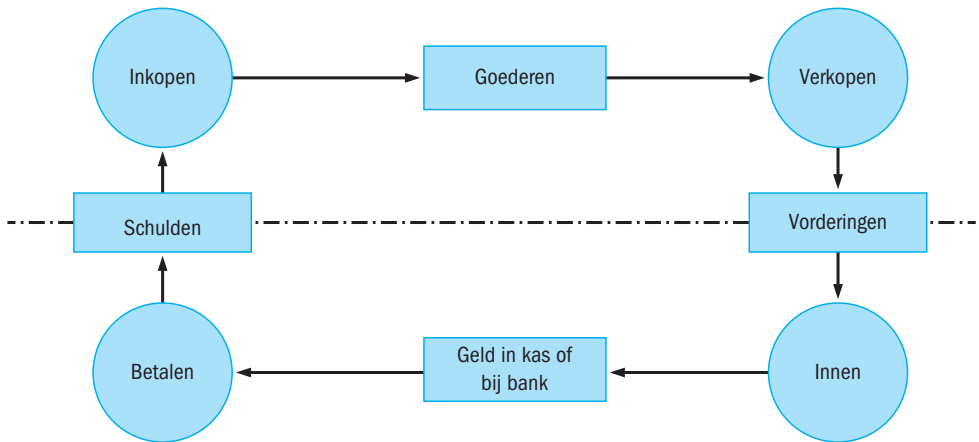 Inkopen
Goederen
Verkopen
Schulden
Vorderingen
Betalen
Geld in kas of
bij bank
Innen